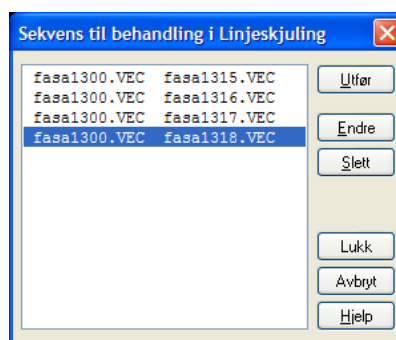 Sekvens til behandling i Linjeskjuling
fasa1300.VEC fasa1315.VEC
fasa1300.VEC fasa1316.VEC
fasa1300.VEC fasa1317.VEC
fasa1300.VEC fasa1318.VEC
Utfør
Endre
Slett
Lukk
Avbryt
Hjelp